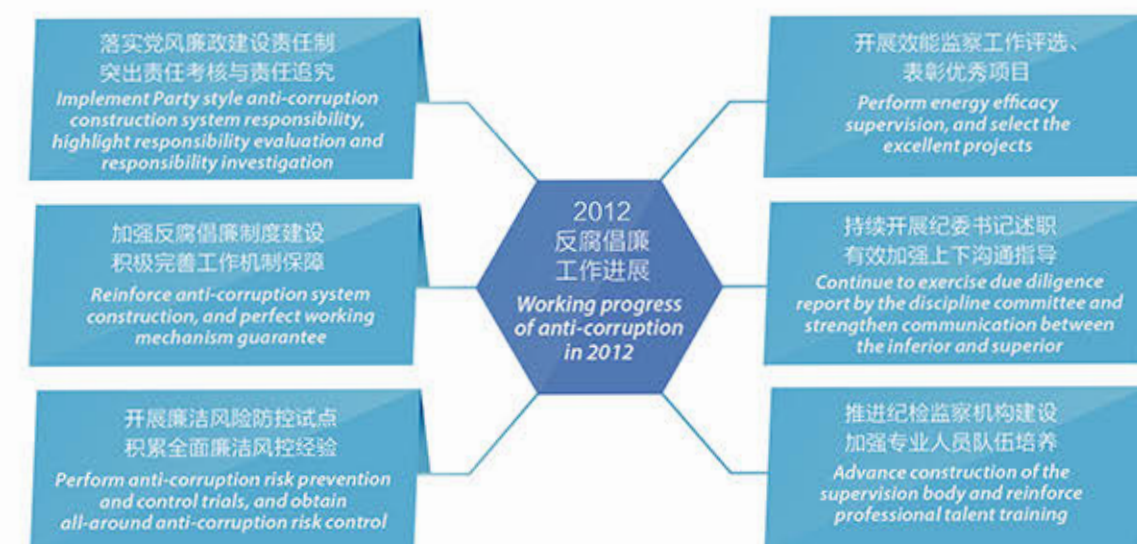 落实党风廉政建设责任制
突出责任考核与责任追究
Implement Party style anti-corruption
construction system responsibility,
highlight responsibility evaluation and
responsibility investigation
加强反腐倡廉制度建设
积极完善工作机制保障
Reinforce anti-corruption system
construction, and perfect working
mechanism guarantee
开展廉洁风险防控试点
积累全面廉洁风控经验
Perform anti-corruption risk prevention
and control trials, and obtain
all-around anti-corruption risk control
2012
反腐倡廉
工作进展
Working progress
of anti-corruption
in 2012
开展效能监察工作评选、
表彰优秀项目
Perform energy efficacy
supervision, and select the
excellent projects
持续开展纪委书记述职
有效加强上下沟通指导
Continue to exercise due diligence
report by the discipline committee and
strengthen communication between
the inferior and superior
推进纪检监察机构建设
加强专业人员队伍培养
Advance construction of the
supervision body and reinforce
professional talent training